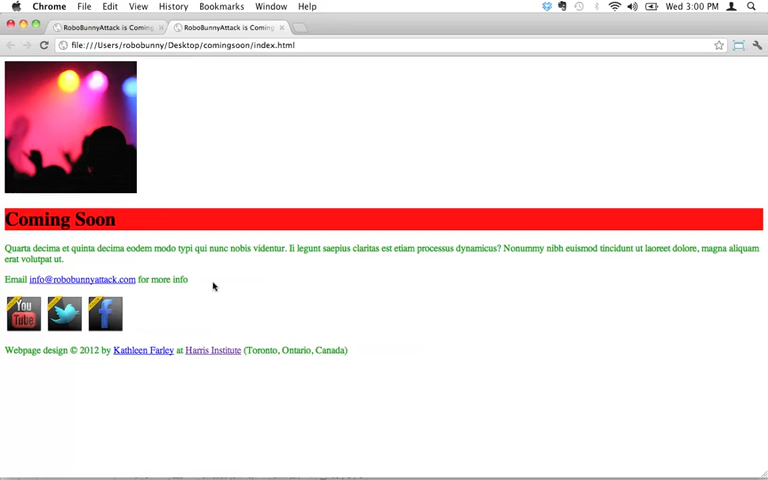 Chrome File Edit View History Bookmarks Window Help Wed 3:00 PM
RoboBunnyAttack is Coming RoboBunnyAttack is Coming
file:///Users/robobunny/Desktop/comingsoon/index.html
Coming Soon
Quarta decima et quinta decima eodem modo typi qui nunc nobis videntur. Ii legunt saepius claritas est etiam processus dynamicus? Nonummy nibh euismod tincidunt ut laoreet dolore, magna aliquam
erat volutpat ut.
Email info@robobunnyattack.com for more info
You
Tube
Webpage design © 2012 by Kathleen Farley at Harris Institute (Toronto, Ontario, Canada)